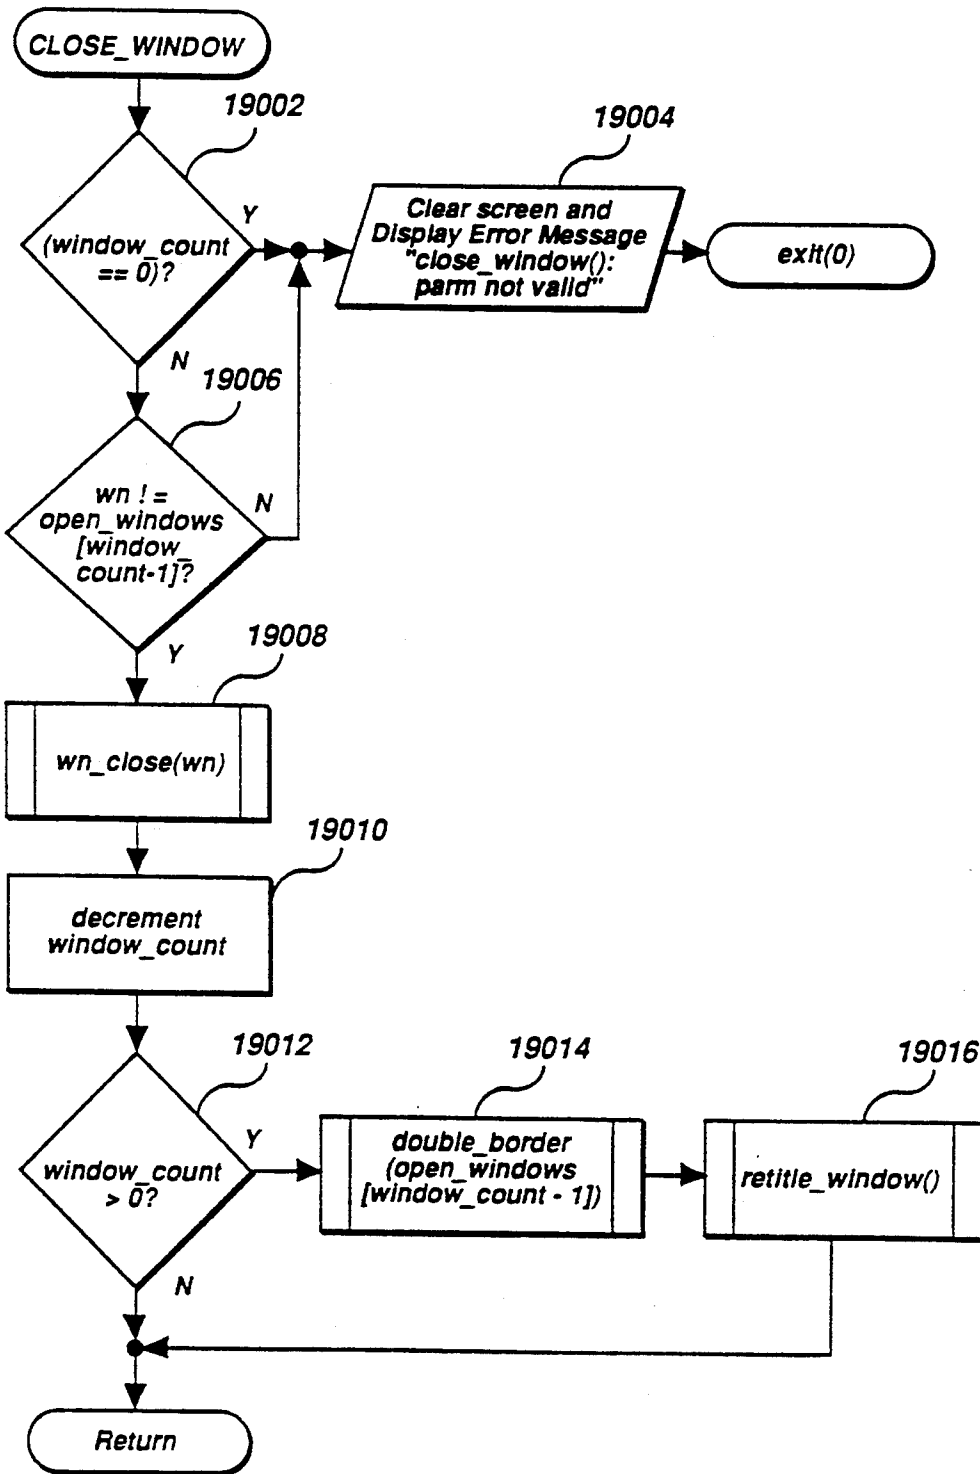 CLOSE_WINDOW
19002
(window_count
== 0)?
Y
N
19004
Clear screen and
Display Error Message
"close_window():
parm not valid"
exit(0)
19006
wn ! =
open_windows
[window_
count-1]?
N
Y
19008
wn_close(wn)
19010
decrement
window_count
19012
window_count
> 0?
Y
N
19014
double_border
(open_windows
[window_count - 1])
19016
retitle_window()
Return